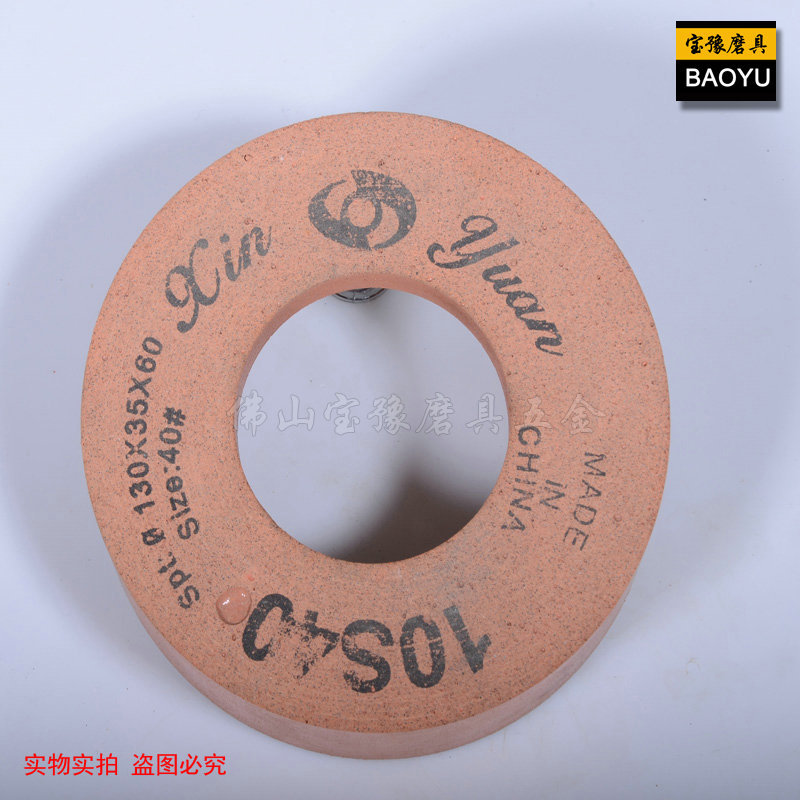 宝豫磨具
BAOYU
Xin Yuan
Spt: Ø 130X35X60
Size:40#
MADE
IN
CHINA
佛山宝豫磨具五金
10S40
实物实拍 盗图必究